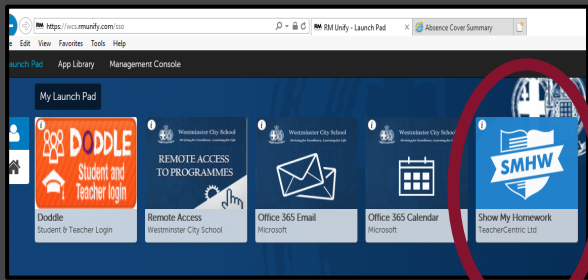 https://wcs.rmunify.com/sso
RM Unify - Launch Pad
Absence Cover Summary
Edit View Favorites Tools Help
Launch Pad App Library Management Console
My Launch Pad
DODDLE
Student and
Teacher login
Doddle
Student & Teacher Login
Westminster City School
REMOTE ACCESS
TO PROGRAMMES
Remote Access
Westminster City School
Westminster City School
Office 365 Email
Microsoft
Westminster City School
Office 365 Calendar
Microsoft
SMHW
Show My Homework
TeacherCentric Ltd